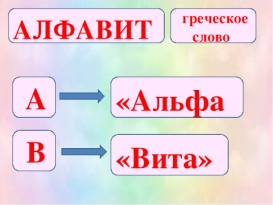 АЛФАВИТ
греческое
слово
А
«Альфа
В
«Вита»